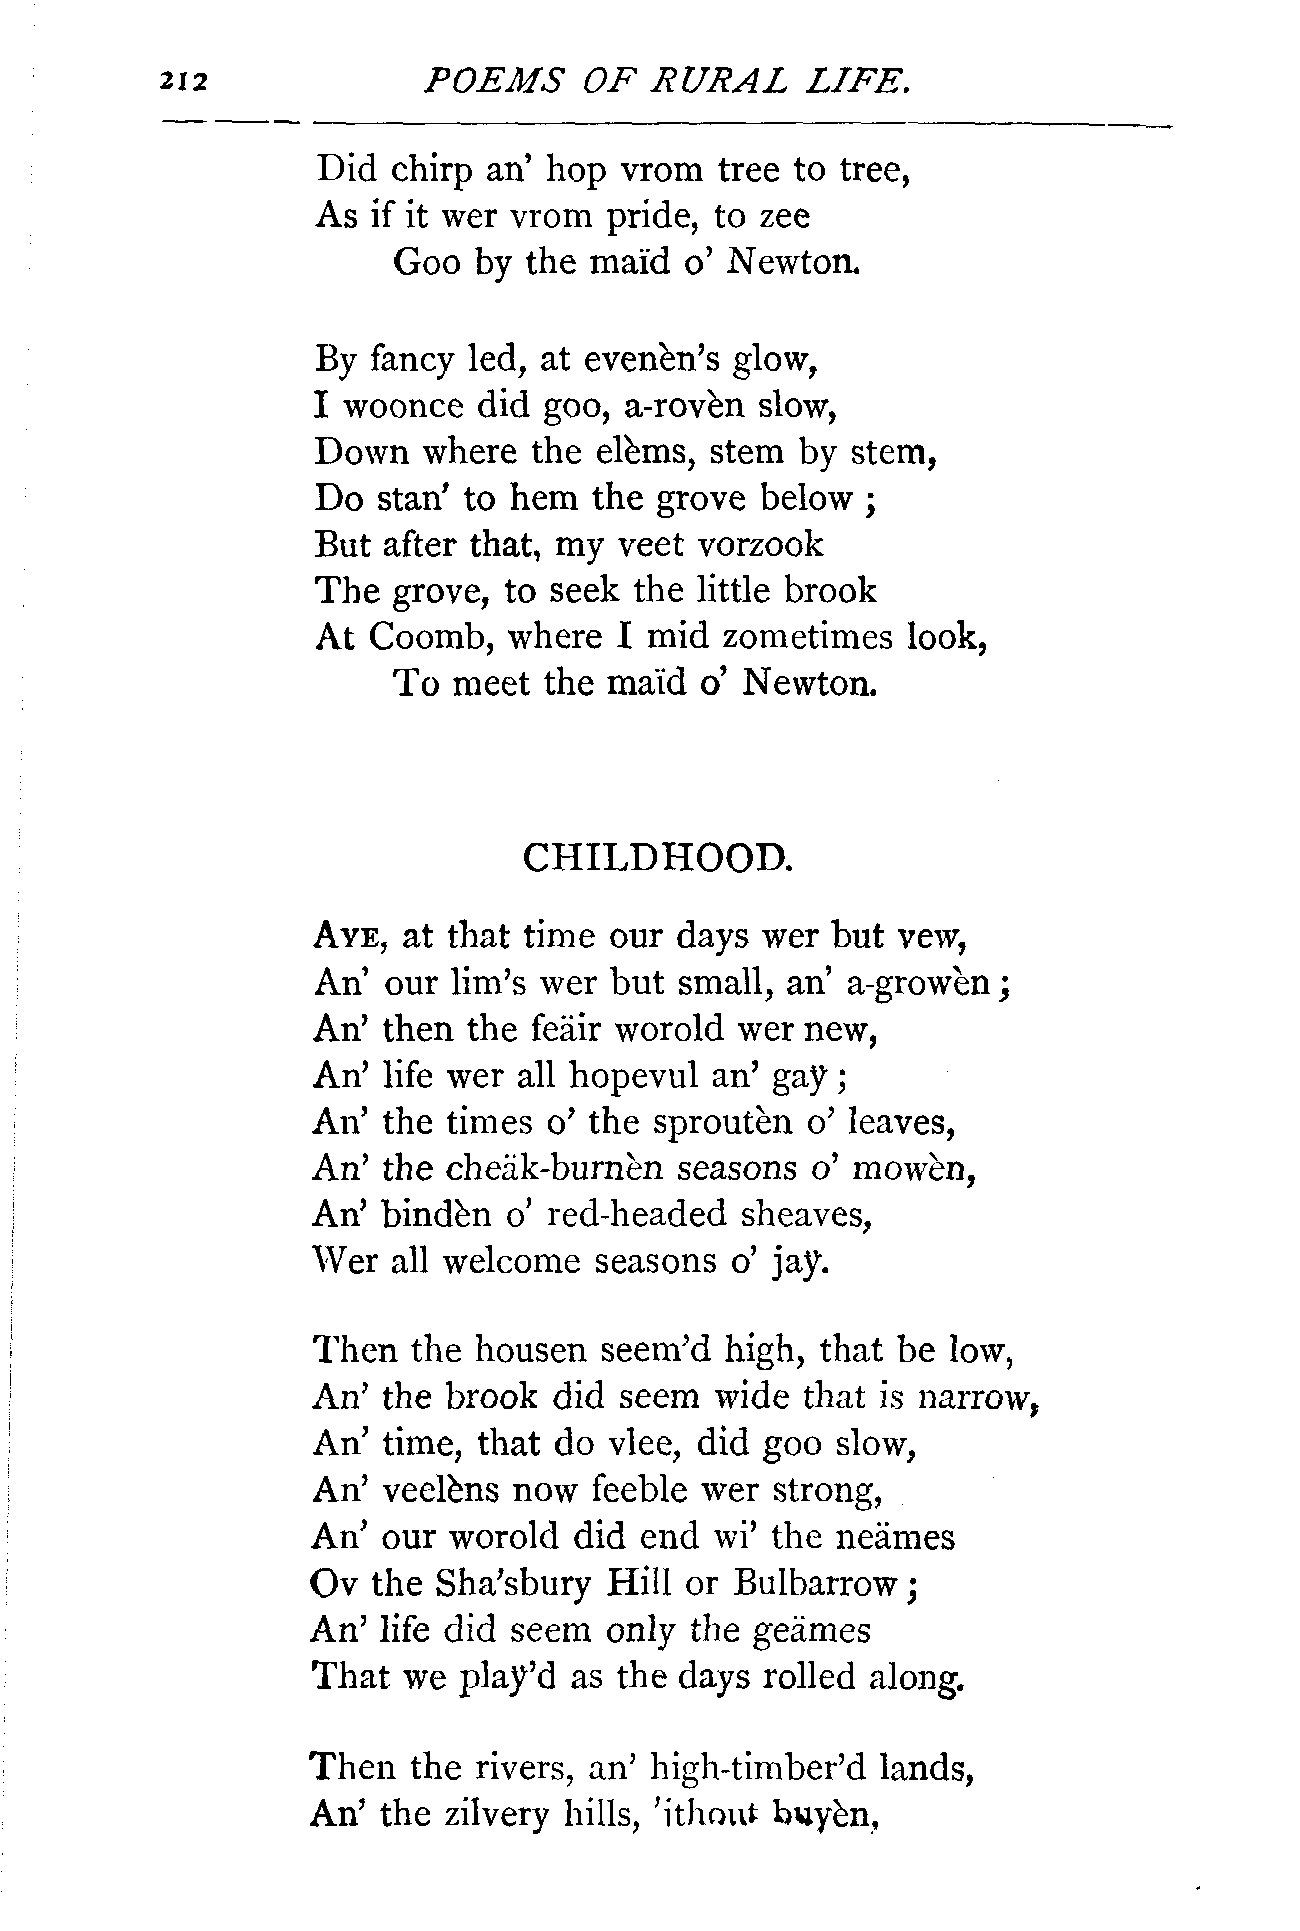 212 POEMS OF RURAL LIFE.
Did chirp an' hop vrom tree to tree,
As if it wer vrom pride, to zee
Goo by the maïd o' Newton.
By fancy led, at evenèn's glow,
I woonce did goo, a-rovèn slow,
Down where the elèms, stem by stem,
Do stan' to hem the grove below ;
But after that, my veet vorzook
The grove, to seek the little brook
At Coomb, where I mid zometimes look,
To meet the maïd o' Newton.
CHILDHOOD.
AYE, at that time our days wer but vew,
An' our lim's wer but small, an' a-growèn ;
An' then the feäir worold wer new,
An' life wer all hopevul an' gaÿ ;
An' the times o' the sproutèn o' leaves,
An' the cheäk-burnèn seasons o' mowèn,
An' bindèn o' red-headed sheaves,
Wer all welcome seasons o' jaÿ.
Then the housen seem'd high, that be low,
An' the brook did seem wide that is narrow,
An' time, that do vlee, did goo slow,
An' veelèns now feeble wer strong,
An' our worold did end wi' the neämes
Ov the Sha'sbury Hill or Bulbarrow ;
An' life did seem only the geämes
That we plaÿ'd as the days rolled along.
Then the rivers, an' high-timber'd lands,
An' the zilvery hills, 'ithout buyèn,